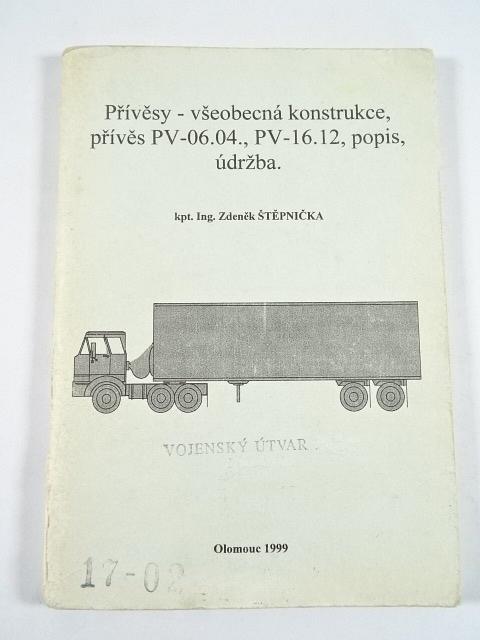 Přívěsy - všeobecná konstrukce,
přívěs PV-06.04., PV-16.12, popis,
údržba.
kpt. Ing. Zdeněk ŠTĚPNIČKA
VOJENSKÝ ÚTVAR
Olomouc 1999
17-02